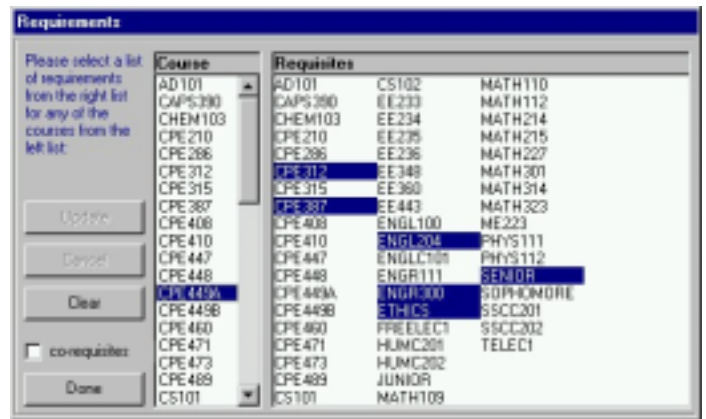 Requirements
Please select a list
of requirements
from the right list
for any of the
courses from the
left list:
Update
Cancel
Clear
co-requisites
Done
Course
AD101
CAPS390
CHEM103
CPE210
CPE286
CPE312
CPE315
CPE387
CPE408
CPE410
CPE447
CPE448
CPE449A
CPE449B
CPE460
CPE471
CPE473
CPE489
CS101
Requisites
AD101 CS102 MATH110
CAPS390 EE233 MATH112
CHEM103 EE234 MATH214
CPE210 EE235 MATH215
CPE286 EE236 MATH227
CPE312 EE348 MATH301
CPE315 EE360 MATH314
CPE387 EE443 MATH323
CPE408 ENGL100 ME223
CPE410 ENGL204 PHYS111
CPE447 ENGLC101 PHYS112
CPE448 ENGR111 SENIOR
CPE449A ENGR300 SOPHOMORE
CPE449B ETHICS SSCC201
CPE460 FREELEC1 SSCC202
CPE471 HUMC201 TELEC1
CPE473 HUMC202
CPE489 JUNIOR
CS101 MATH109